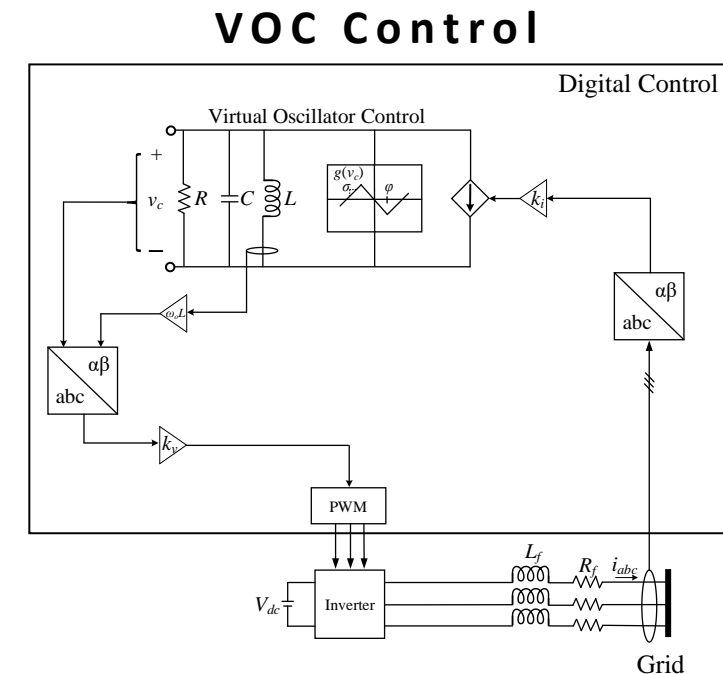 VOC Control
Digital Control
Virtual Oscillator Control
+
v_c
−
R
C
L
g(v_c)
σ
φ
k_i
ω_oL
αβ
abc
αβ
abc
k_v
PWM
V_dc
Inverter
L_f
R_f
i_abc
Grid